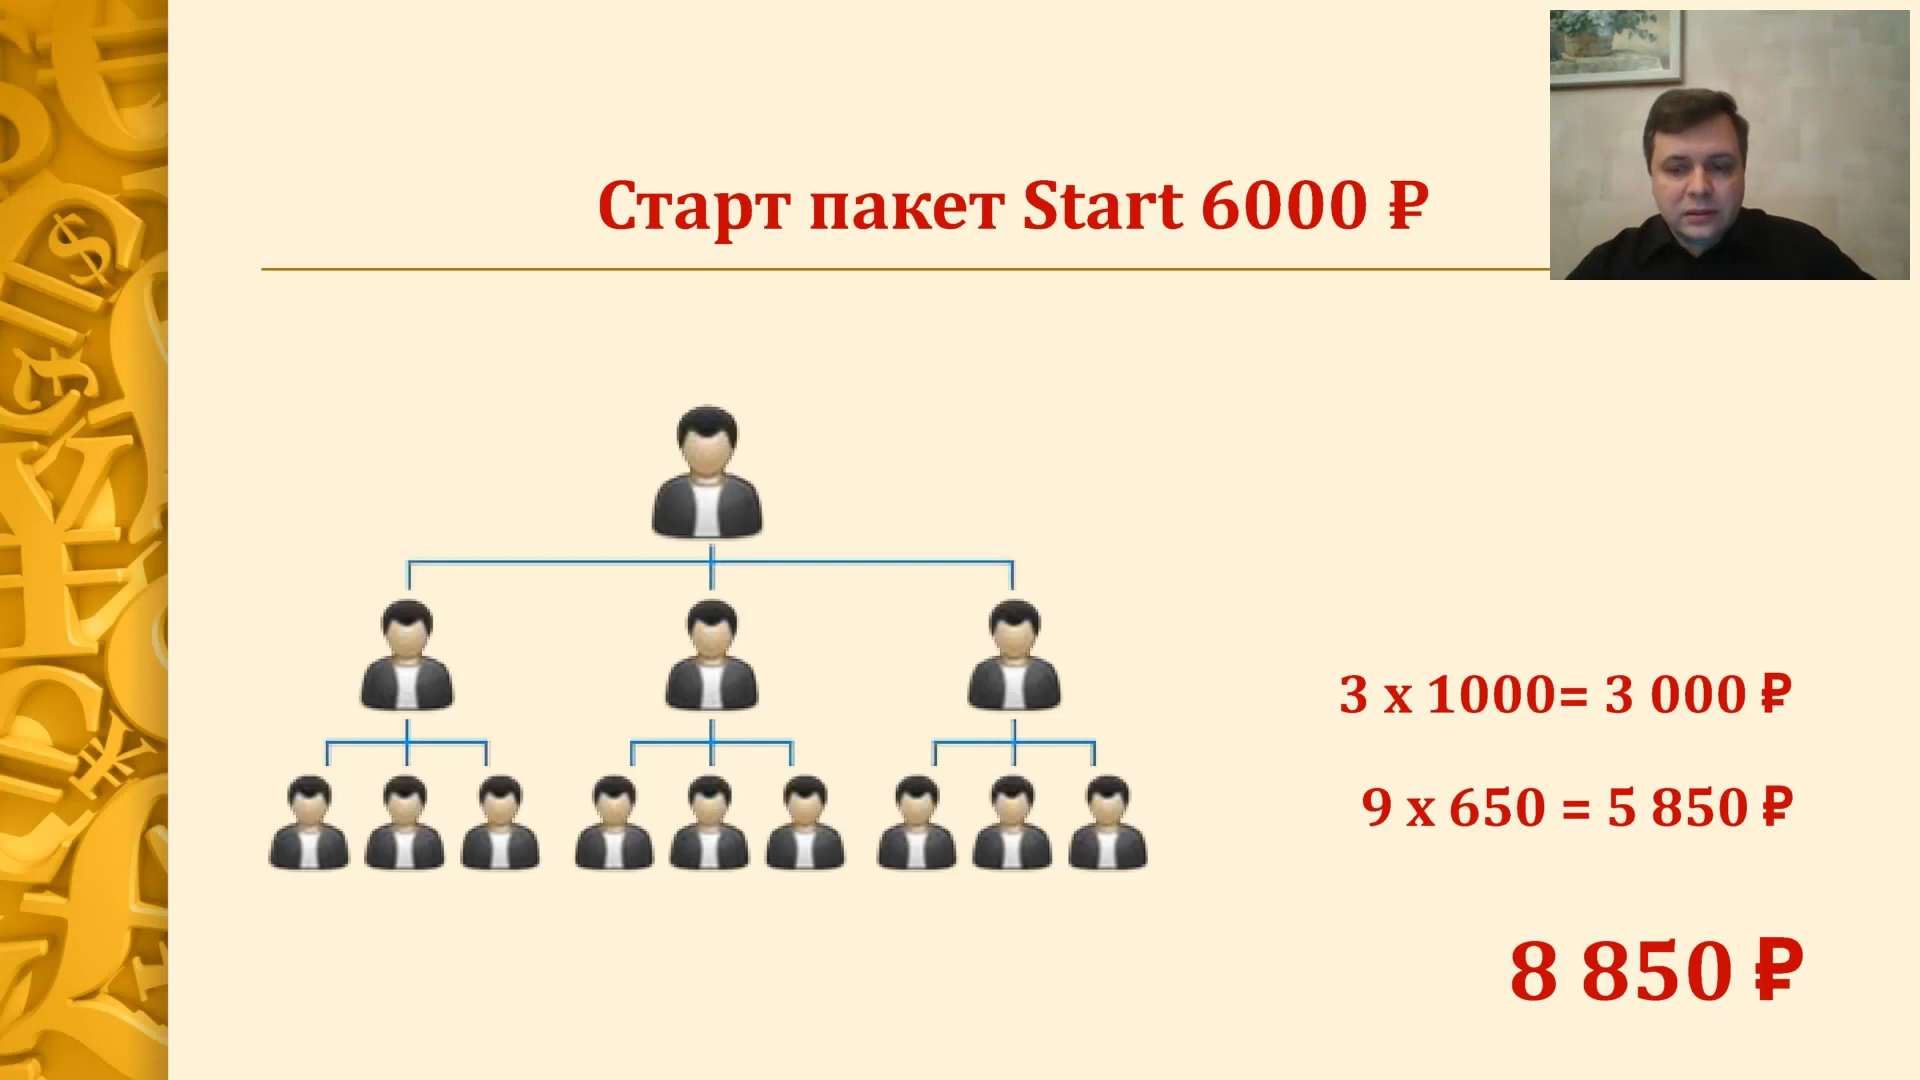 Старт пакет Start 6000 ₽
3 x 1000= 3 000 ₽
9 x 650 = 5 850 ₽
8 850 ₽